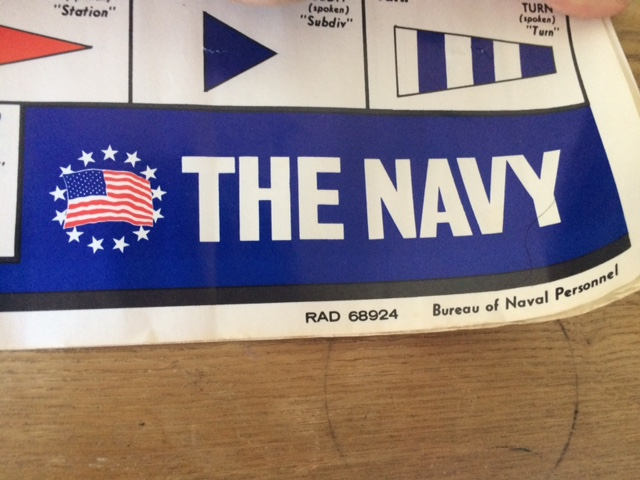 "Station"
(spoken)
"Subdiv"
TURN
(spoken)
"Turn"
THE NAVY
RAD 68924
Bureau of Naval Personnel